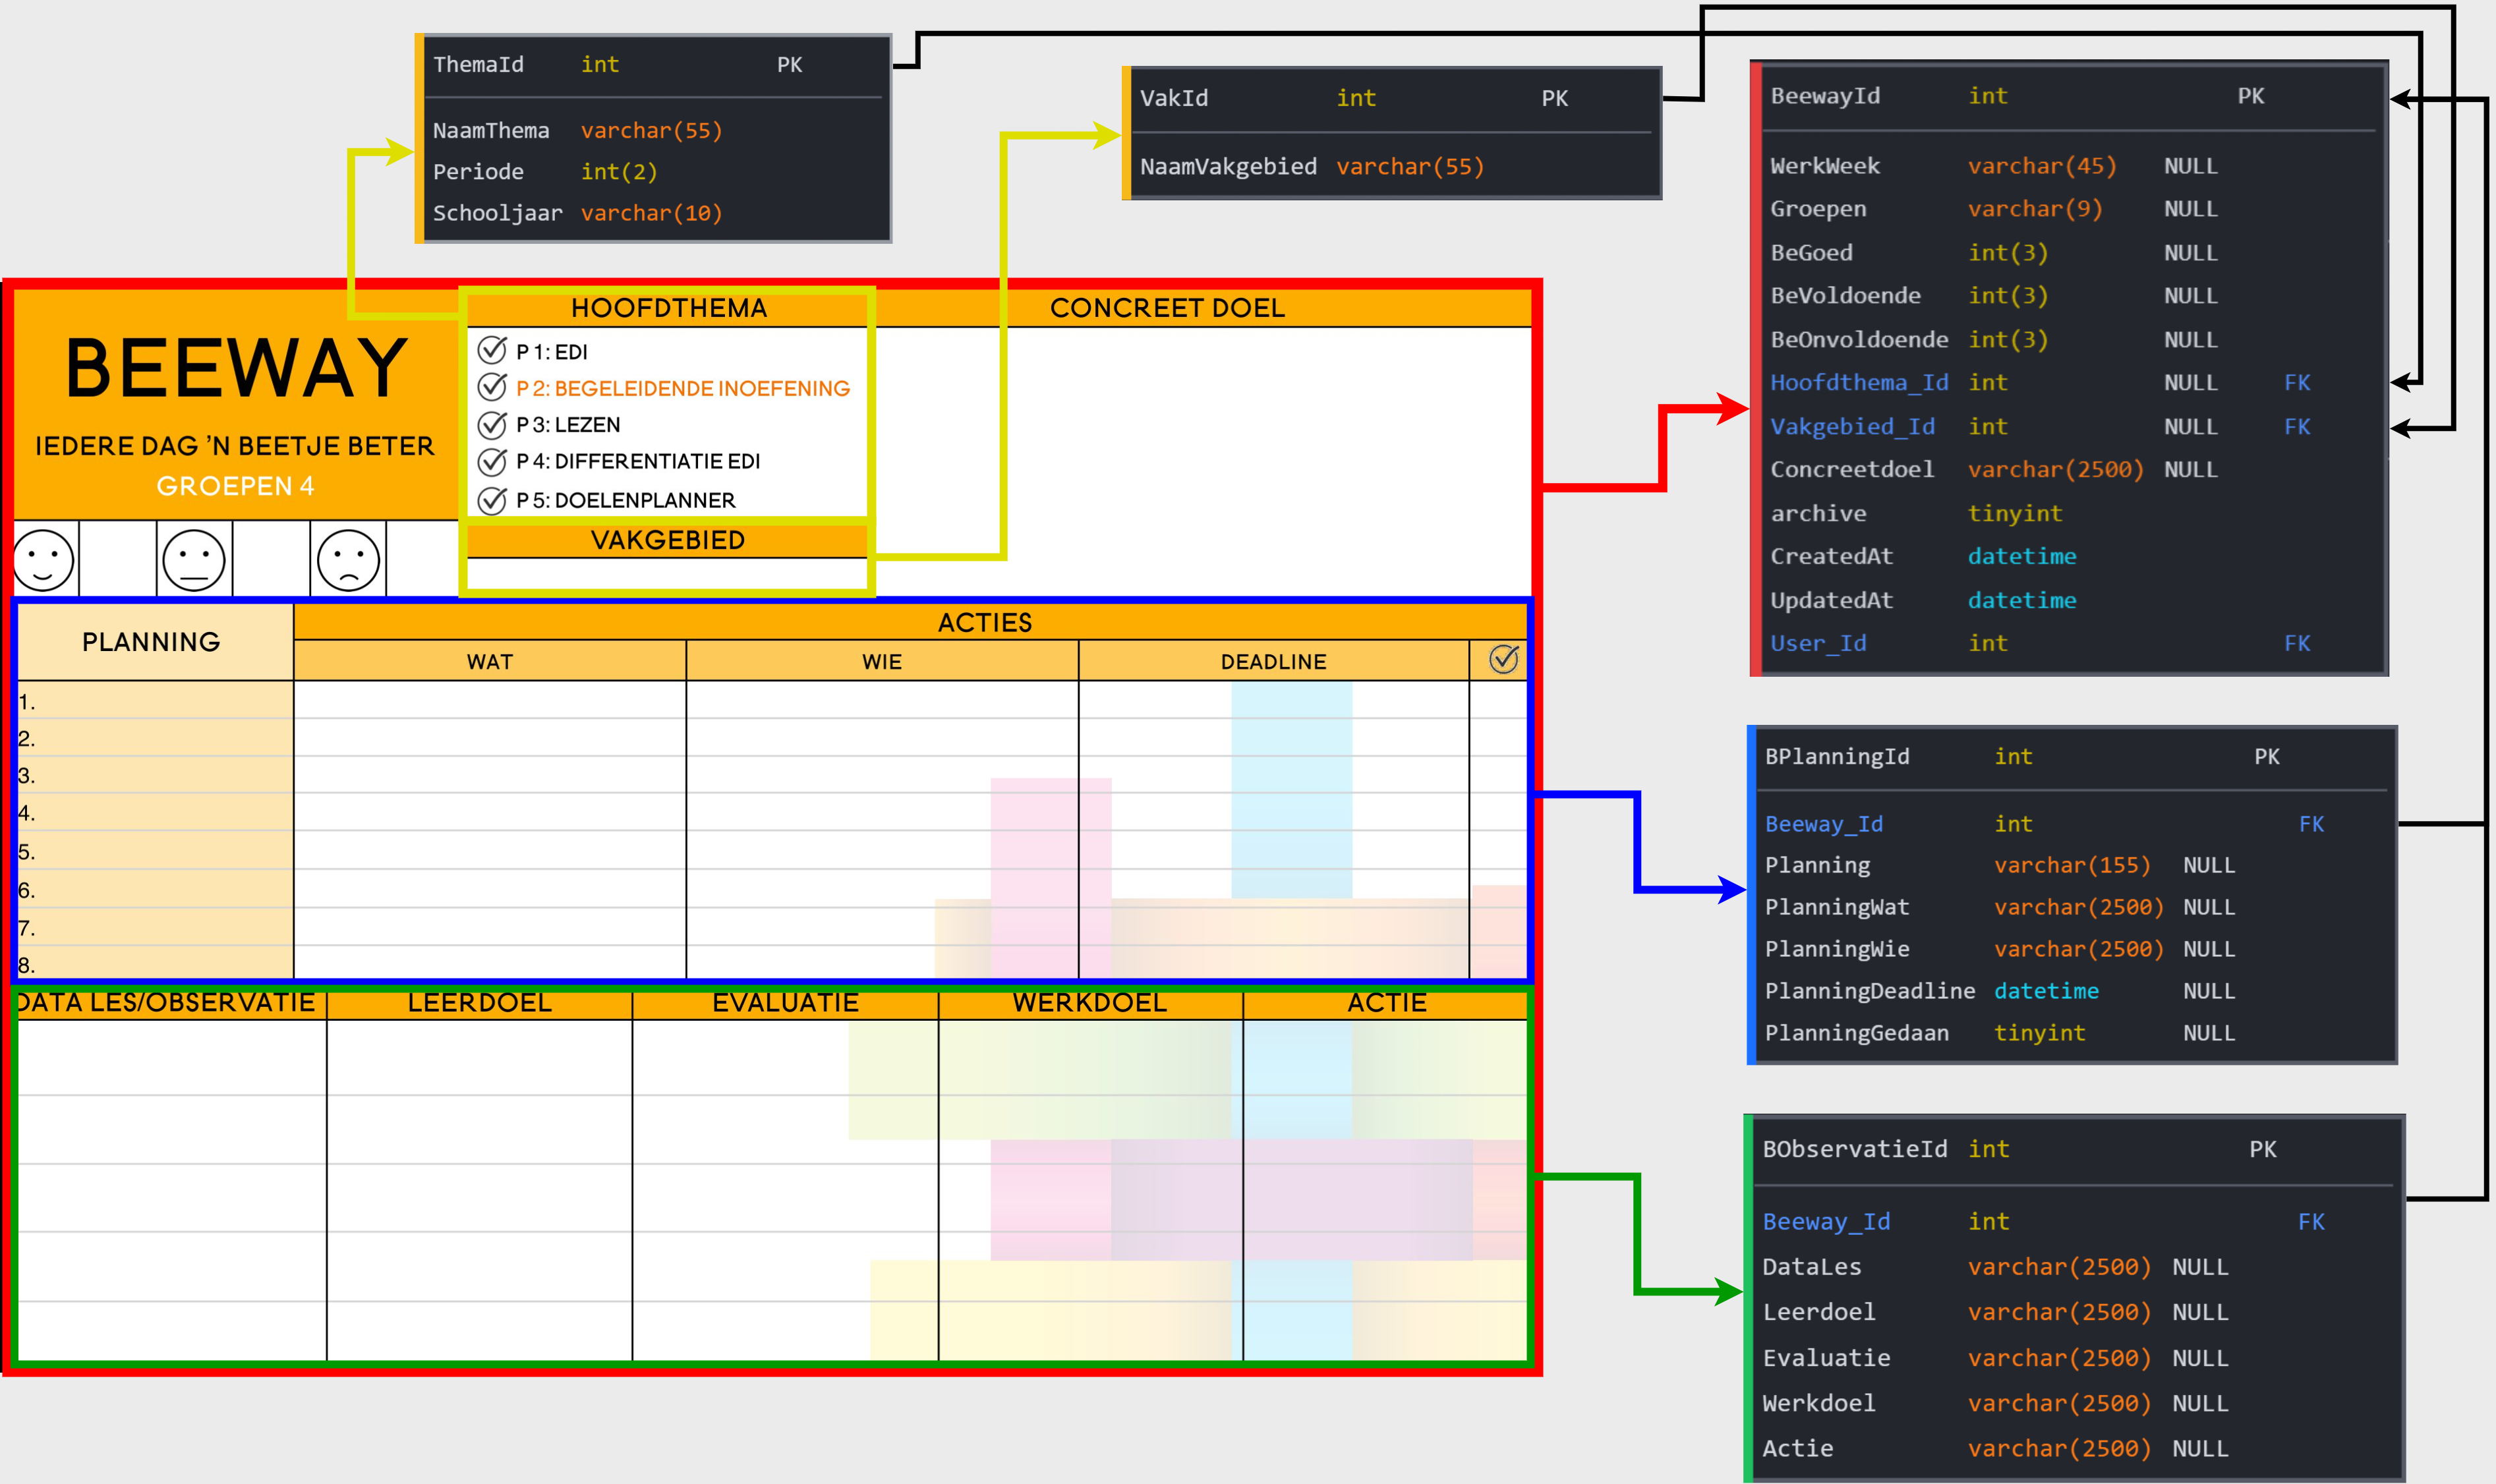 ThemaId int PK
NaamThema varchar(55)
Periode int(2)
Schooljaar varchar(10)
VakId int PK
NaamVakgebied varchar(55)
BeewayId int PK
WerkWeek varchar(45) NULL
Groepen varchar(9) NULL
BeGoed int(3) NULL
BeVoldoende int(3) NULL
BeOnvoldoende int(3) NULL
Hoofdthema_Id int NULL FK
Vakgebied_Id int NULL FK
Concreetdoel varchar(2500) NULL
archive tinyint
CreatedAt datetime
UpdatedAt datetime
User_Id int FK
BEEWAY
IEDERE DAG 'N BEETJE BETER
GROEPEN 4
HOOFDTHEMA
P 1: EDI
P 2: BEGELEIDENDE INOEFENING
P 3: LEZEN
P 4: DIFFERENTIATIE EDI
P 5: DOELENPLANNER
VAKGEBIED
CONCREET DOEL
PLANNING
ACTIES
WAT WIE DEADLINE
1.
2.
3.
4.
5.
6.
7.
8.
DATA LES/OBSERVATIE LEERDOEL EVALUATIE WERKDOEL ACTIE
BPlanningId int PK
Beeway_Id int FK
Planning varchar(155) NULL
PlanningWat varchar(2500) NULL
PlanningWie varchar(2500) NULL
PlanningDeadline datetime NULL
PlanningGedaan tinyint NULL
BObservatieId int PK
Beeway_Id int FK
DataLes varchar(2500) NULL
Leerdoel varchar(2500) NULL
Evaluatie varchar(2500) NULL
Werkdoel varchar(2500) NULL
Actie varchar(2500) NULL